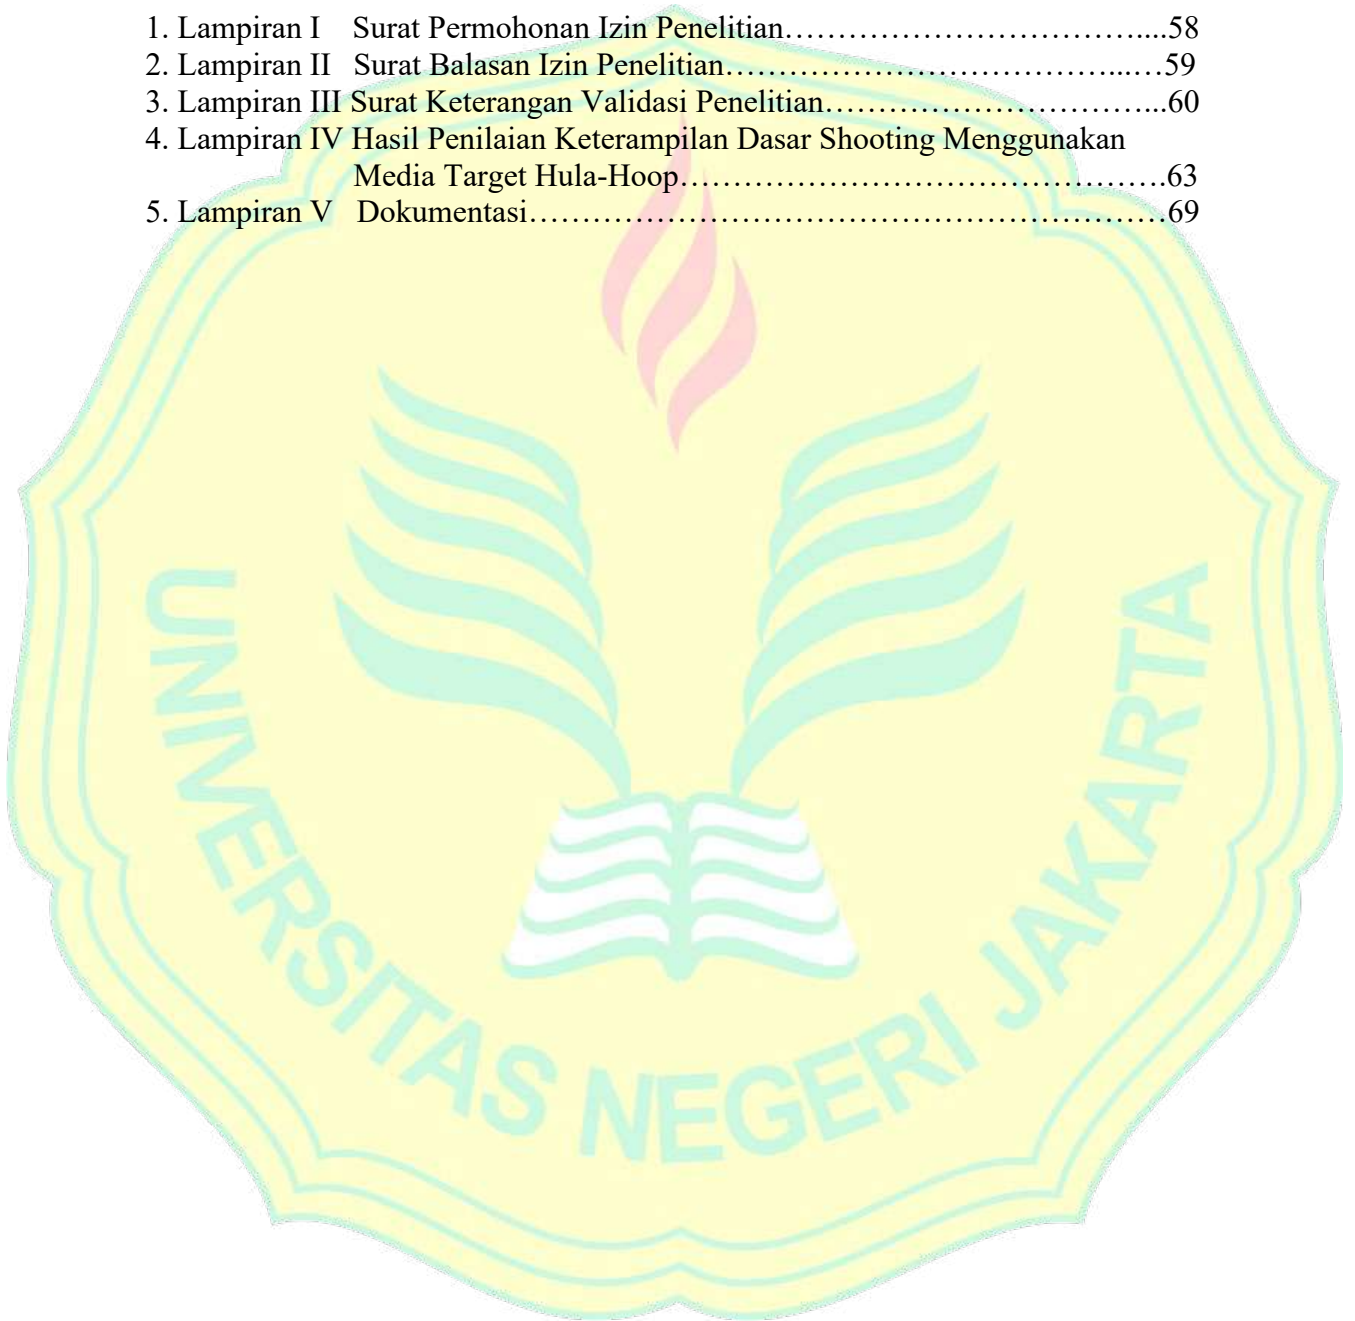 1. Lampiran I Surat Permohonan Izin Penelitian……………………………....58
2. Lampiran II Surat Balasan Izin Penelitian………………………………...…59
3. Lampiran III Surat Keterangan Validasi Penelitian…………………………...60
4. Lampiran IV Hasil Penilaian Keterampilan Dasar Shooting Menggunakan
Media Target Hula-Hoop……………………………………….63
5. Lampiran V Dokumentasi……………………………………………………69
UNIVERSITAS NEGERI JAKARTA